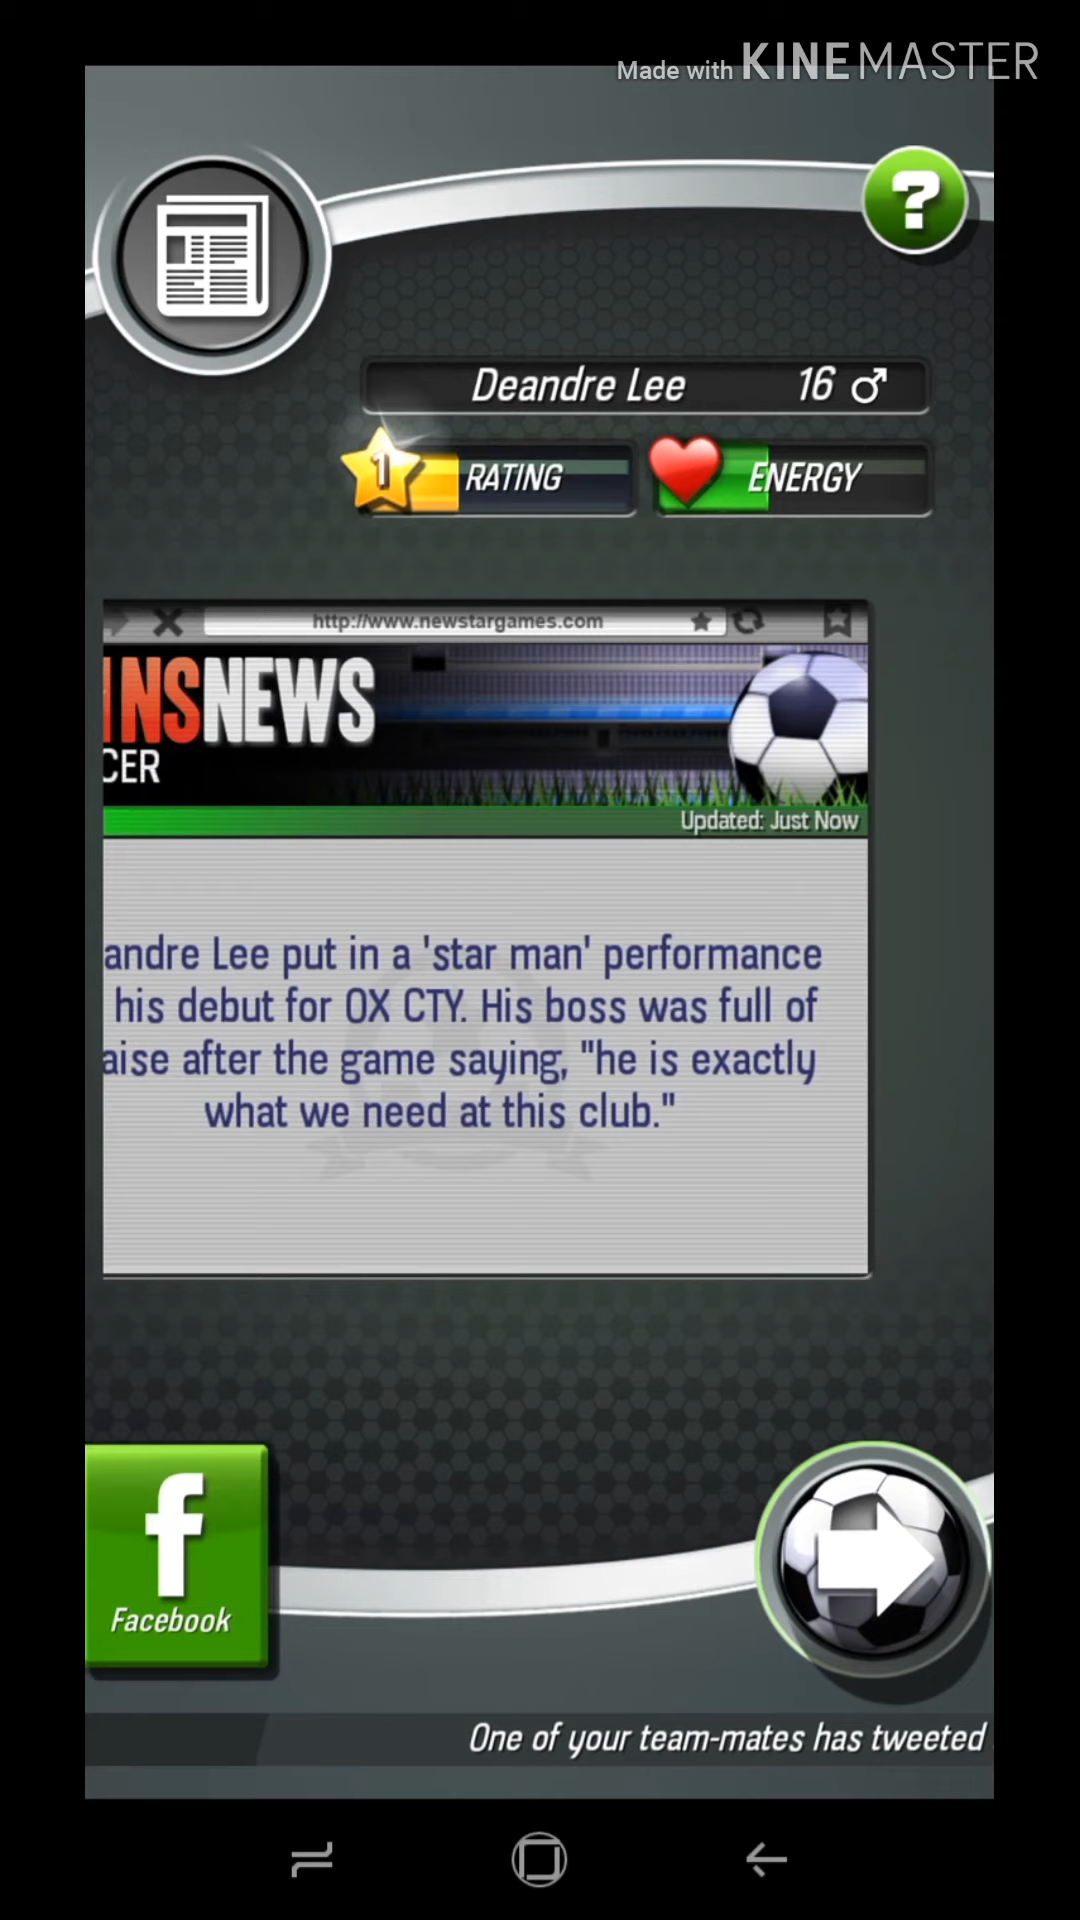 Made with KINEMASTER
?
Deandre Lee 16 ♂
1 RATING ENERGY
http://www.newstargames.com
INSNEWS
CER
Updated: Just Now
andre Lee put in a 'star man' performance
his debut for OX CTY. His boss was full of
aise after the game saying, "he is exactly
what we need at this club."
f
Facebook
One of your team-mates has tweeted